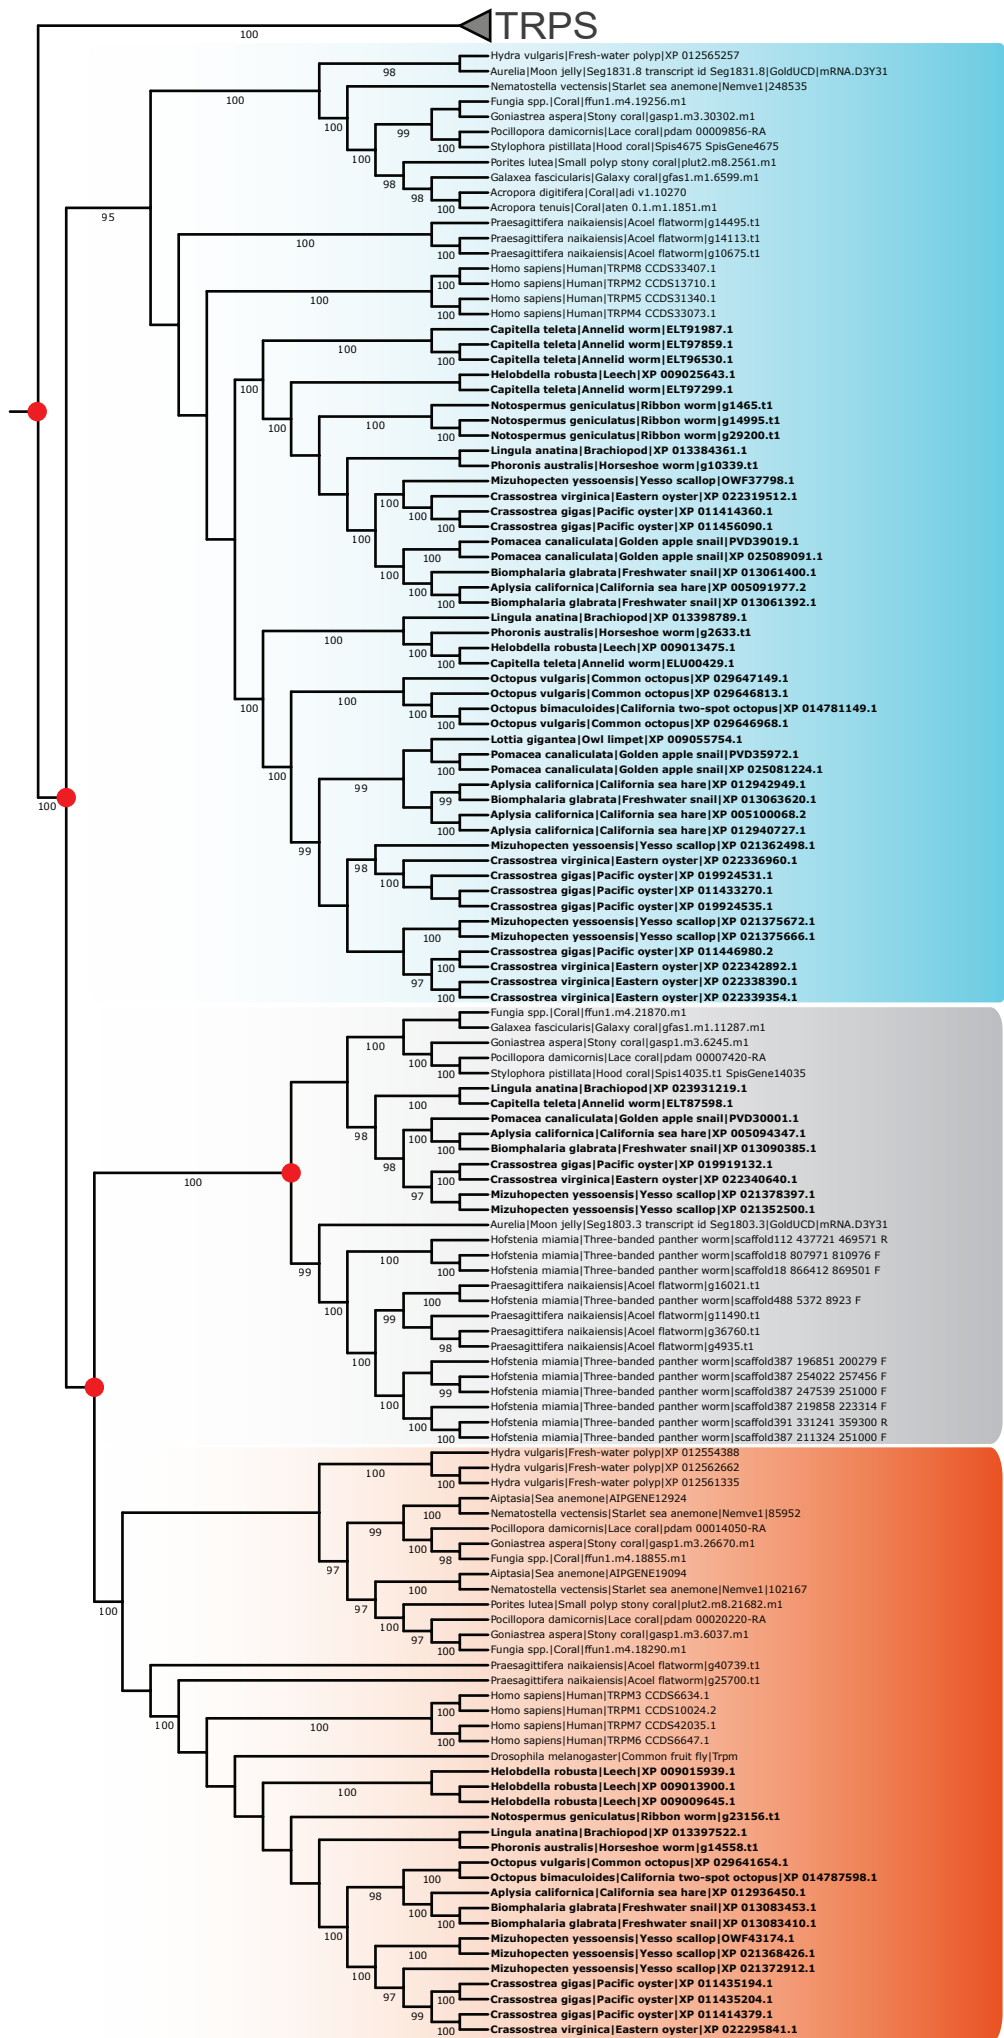 TRPS
100
Hydra vulgaris|Fresh-water polyp|XP 012565257
98
Aurelia|Moon jelly|Seg1831.8 transcript id Seg1831.8|GoldUCD|mRNA.D3Y31
Nematostella vectensis|Starlet sea anemone|Nemve1|248535
100
Fungia spp.|Coral|ffun1.m4.19256.m1
Goniastrea aspera|Stony coral|gasp1.m3.30302.m1
100
99
Pocillopora damicornis|Lace coral|pdam 00009856-RA
Stylophora pistillata|Hood coral|Spis4675 SpisGene4675
100
100
Porites lutea|Small polyp stony coral|plut2.m8.2561.m1
Galaxea fascicularis|Galaxy coral|gfas1.m1.6599.m1
98
Acropora digitifera|Coral|adi v1.10270
98
Acropora tenuis|Coral|aten 0.1.m1.1851.m1
100
95
Praesagittifera naikaiensis|Acoel flatworm|g14495.t1
Praesagittifera naikaiensis|Acoel flatworm|g14113.t1
100
Praesagittifera naikaiensis|Acoel flatworm|g10675.t1
100
Homo sapiens|Human|TRPM8 CCDS33407.1
Homo sapiens|Human|TRPM2 CCDS13710.1
100
Homo sapiens|Human|TRPM5 CCDS31340.1
100
Homo sapiens|Human|TRPM4 CCDS33073.1
100
Capitella teleta|Annelid worm|ELT91987.1
Capitella teleta|Annelid worm|ELT97859.1
100
Capitella teleta|Annelid worm|ELT96530.1
100
Helobdella robusta|Leech|XP 009025643.1
100
Capitella teleta|Annelid worm|ELT97299.1
Notospermus geniculatus|Ribbon worm|g1465.t1
Notospermus geniculatus|Ribbon worm|g14995.t1
100
Notospermus geniculatus|Ribbon worm|g29200.t1
100
Lingula anatina|Brachiopod|XP 013384361.1
100
Phoronis australis|Horseshoe worm|g10339.t1
Mizuhopecten yessoensis|Yesso scallop|OWF37798.1
Crassostrea virginica|Eastern oyster|XP 022319512.1
100
Crassostrea gigas|Pacific oyster|XP 011414360.1
100
Crassostrea gigas|Pacific oyster|XP 011456090.1
100
100
Pomacea canaliculata|Golden apple snail|PVD39019.1
100
Pomacea canaliculata|Golden apple snail|XP 025089091.1
100
Biomphalaria glabrata|Freshwater snail|XP 013061400.1
Aplysia californica|California sea hare|XP 005091977.2
100
Biomphalaria glabrata|Freshwater snail|XP 013061392.1
100
Lingula anatina|Brachiopod|XP 013398789.1
Phoronis australis|Horseshoe worm|g2633.t1
100
Helobdella robusta|Leech|XP 009013475.1
100
Capitella teleta|Annelid worm|ELU00429.1
100
Octopus vulgaris|Common octopus|XP 029647149.1
Octopus vulgaris|Common octopus|XP 029646813.1
100
100
Octopus bimaculoides|California two-spot octopus|XP 014781149.1
100
Octopus vulgaris|Common octopus|XP 029646968.1
100
Lottia gigantea|Owl limpet|XP 009055754.1
Pomacea canaliculata|Golden apple snail|PVD35972.1
100
100
Pomacea canaliculata|Golden apple snail|XP 025081224.1
99
Aplysia californica|California sea hare|XP 012942949.1
Biomphalaria glabrata|Freshwater snail|XP 013063620.1
99
100
Aplysia californica|California sea hare|XP 005100068.2
Aplysia californica|California sea hare|XP 012940727.1
100
Mizuhopecten yessoensis|Yesso scallop|XP 021362498.1
99
Crassostrea virginica|Eastern oyster|XP 022336960.1
98
Crassostrea gigas|Pacific oyster|XP 019924531.1
100
Crassostrea gigas|Pacific oyster|XP 011433270.1
Crassostrea gigas|Pacific oyster|XP 019924535.1
Mizuhopecten yessoensis|Yesso scallop|XP 021375672.1
Mizuhopecten yessoensis|Yesso scallop|XP 021375666.1
100
Crassostrea gigas|Pacific oyster|XP 011446980.2
Crassostrea virginica|Eastern oyster|XP 022342892.1
100
97
Crassostrea virginica|Eastern oyster|XP 022338390.1
Crassostrea virginica|Eastern oyster|XP 022339354.1
100
Fungia spp.|Coral|ffun1.m4.21870.m1
Galaxea fascicularis|Galaxy coral|gfas1.m1.11287.m1
Goniastrea aspera|Stony coral|gasp1.m3.6245.m1
100
Pocillopora damicornis|Lace coral|pdam 00007420-RA
100
Stylophora pistillata|Hood coral|Spis14035.t1 SpisGene14035
100
Lingula anatina|Brachiopod|XP 023931219.1
Capitella teleta|Annelid worm|ELT87598.1
100
Pomacea canaliculata|Golden apple snail|PVD30001.1
98
Aplysia californica|California sea hare|XP 005094347.1
100
Biomphalaria glabrata|Freshwater snail|XP 013090385.1
100
98
Crassostrea gigas|Pacific oyster|XP 019919132.1
100
Crassostrea virginica|Eastern oyster|XP 022340640.1
100
97
Mizuhopecten yessoensis|Yesso scallop|XP 021378397.1
Mizuhopecten yessoensis|Yesso scallop|XP 021352500.1
Aurelia|Moon jelly|Seg1803.3 transcript id Seg1803.3|GoldUCD|mRNA.D3Y31
Hofstenia miamia|Three-banded panther worm|scaffold112 437721 469571 R
Hofstenia miamia|Three-banded panther worm|scaffold18 807971 810976 F
100
99
Hofstenia miamia|Three-banded panther worm|scaffold18 866412 869501 F
100
Praesagittifera naikaiensis|Acoel flatworm|g16021.t1
Hofstenia miamia|Three-banded panther worm|scaffold488 5372 8923 F
100
100
Praesagittifera naikaiensis|Acoel flatworm|g11490.t1
99
Praesagittifera naikaiensis|Acoel flatworm|g36760.t1
Praesagittifera naikaiensis|Acoel flatworm|g4935.t1
98
100
Hofstenia miamia|Three-banded panther worm|scaffold387 196851 200279 F
Hofstenia miamia|Three-banded panther worm|scaffold387 254022 257456 F
Hofstenia miamia|Three-banded panther worm|scaffold387 247539 251000 F
99
Hofstenia miamia|Three-banded panther worm|scaffold387 219858 223314 F
100
Hofstenia miamia|Three-banded panther worm|scaffold391 331241 359300 R
Hofstenia miamia|Three-banded panther worm|scaffold387 211324 251000 F
100
Hydra vulgaris|Fresh-water polyp|XP 012554388
Hydra vulgaris|Fresh-water polyp|XP 012562662
100
Hydra vulgaris|Fresh-water polyp|XP 012561335
100
Aiptasia|Sea anemone|AIPGENE12924
Nematostella vectensis|Starlet sea anemone|Nemve1|85952
100
Pocillopora damicornis|Lace coral|pdam 00014050-RA
99
Goniastrea aspera|Stony coral|gasp1.m3.26670.m1
100
Fungia spp.|Coral|ffun1.m4.18855.m1
98
97
Aiptasia|Sea anemone|AIPGENE19094
Nematostella vectensis|Starlet sea anemone|Nemve1|102167
100
Porites lutea|Small polyp stony coral|plut2.m8.21682.m1
97
100
Pocillopora damicornis|Lace coral|pdam 00020220-RA
100
Goniastrea aspera|Stony coral|gasp1.m3.6037.m1
97
Fungia spp.|Coral|ffun1.m4.18290.m1
100
Praesagittifera naikaiensis|Acoel flatworm|g40739.t1
Praesagittifera naikaiensis|Acoel flatworm|g25700.t1
Homo sapiens|Human|TRPM3 CCDS6634.1
Homo sapiens|Human|TRPM1 CCDS10024.2
100
100
Homo sapiens|Human|TRPM7 CCDS42035.1
100
Homo sapiens|Human|TRPM6 CCDS6647.1
100
Drosophila melanogaster|Common fruit fly|Trpm
Helobdella robusta|Leech|XP 009015939.1
Helobdella robusta|Leech|XP 009013900.1
100
Helobdella robusta|Leech|XP 009009645.1
Notospermus geniculatus|Ribbon worm|g23156.t1
Lingula anatina|Brachiopod|XP 013397522.1
Phoronis australis|Horseshoe worm|g14558.t1
Octopus vulgaris|Common octopus|XP 029641654.1
Octopus bimaculoides|California two-spot octopus|XP 014787598.1
100
Aplysia californica|California sea hare|XP 012936450.1
98
Biomphalaria glabrata|Freshwater snail|XP 013083453.1
100
Biomphalaria glabrata|Freshwater snail|XP 013083410.1
100
Mizuhopecten yessoensis|Yesso scallop|OWF43174.1
Mizuhopecten yessoensis|Yesso scallop|XP 021368426.1
100
100
Mizuhopecten yessoensis|Yesso scallop|XP 021372912.1
Crassostrea gigas|Pacific oyster|XP 011435194.1
97
100
Crassostrea gigas|Pacific oyster|XP 011435204.1
99
Crassostrea gigas|Pacific oyster|XP 011414379.1
Crassostrea virginica|Eastern oyster|XP 022295841.1
100